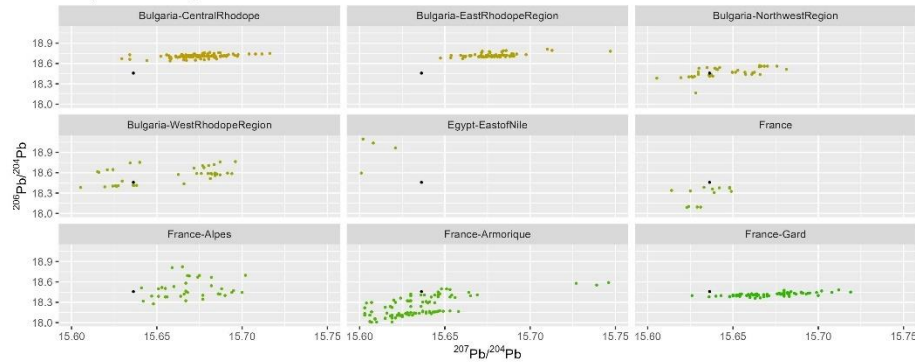 Bulgaria-CentralRhodope Bulgaria-EastRhodopeRegion Bulgaria-NorthwestRegion
18.9
18.6
18.3
18.0
Bulgaria-WestRhodopeRegion Egypt-EastofNile France
18.9
18.6
18.3
18.0
France-Alpes France-Armorique France-Gard
18.9
18.6
18.3
18.0
15.60 15.65 15.70 15.75 15.60 15.65 15.70 15.75 15.60 15.65 15.70 15.75
²⁰⁶Pb/²⁰⁴Pb
²⁰⁷Pb/²⁰⁴Pb